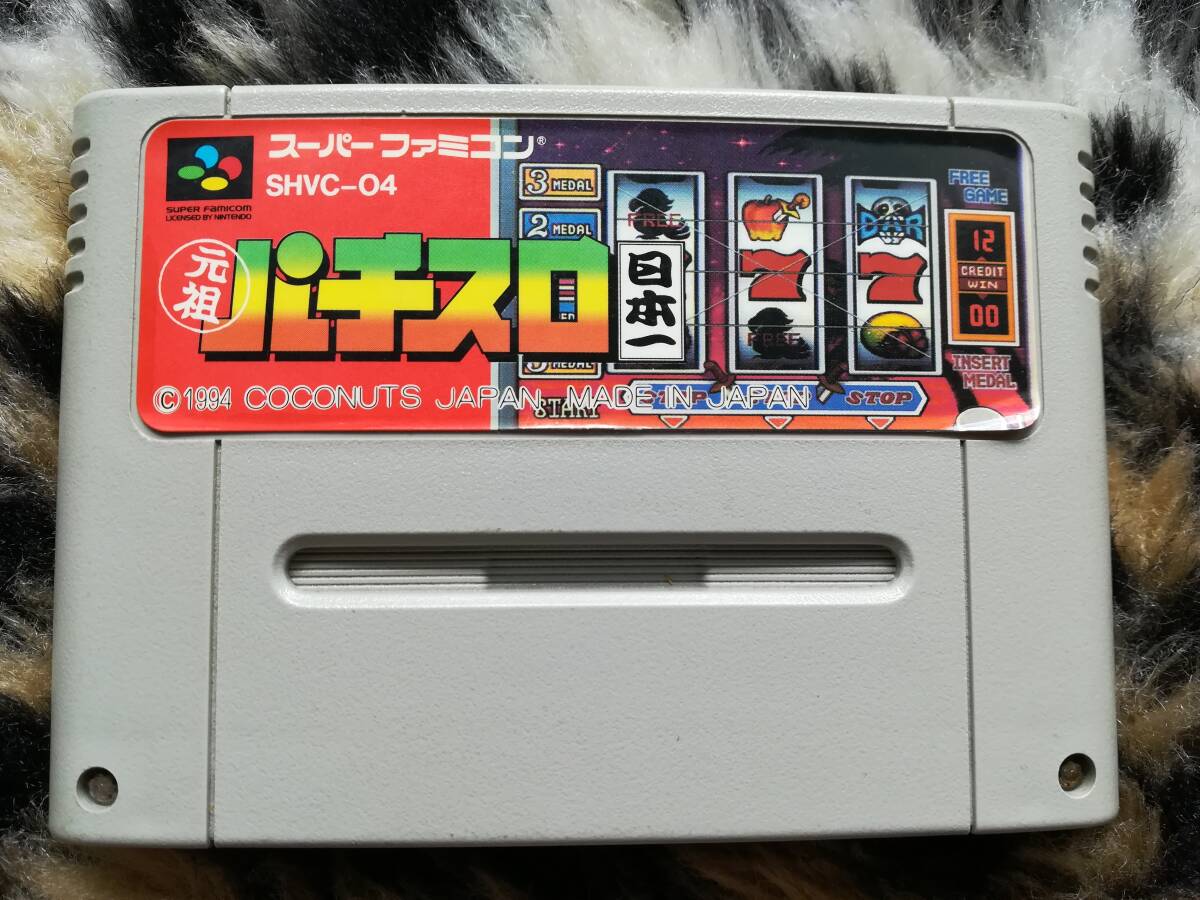 スーパーファミコン®
SHVC-04
SUPER FAMICOM
LICENSED BY NINTENDO
元祖
パチスロ
日本一
3 MEDAL
2 MEDAL
FREE
BAR
7
7
FREE
FREE GAME
12
CREDIT
WIN
00
INSERT
MEDAL
START
STOP
© 1994 COCONUTS JAPAN, MADE IN JAPAN